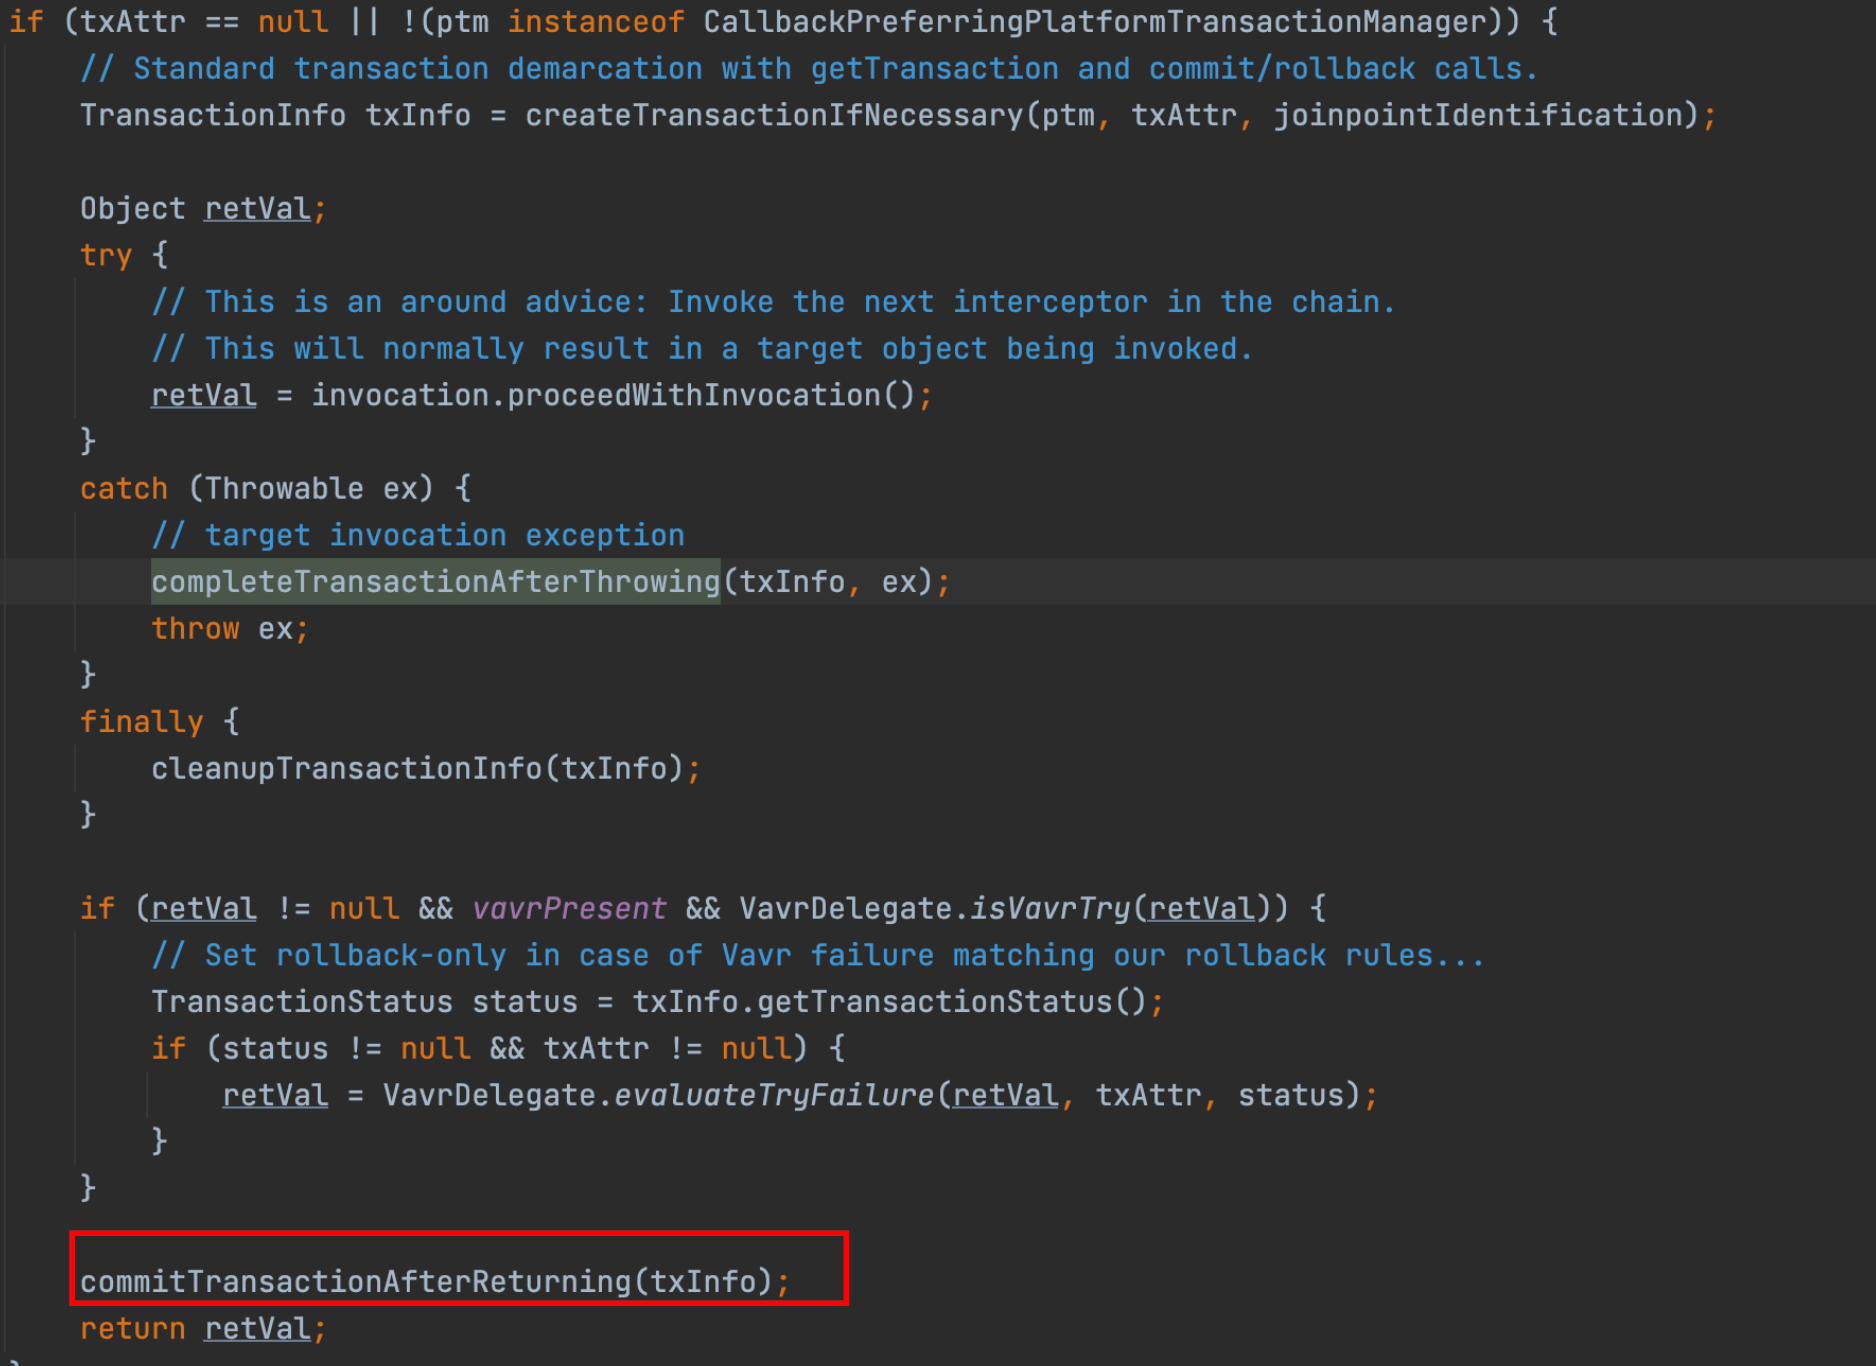 if (txAttr == null || !(ptm instanceof CallbackPreferringPlatformTransactionManager)) {
// Standard transaction demarcation with getTransaction and commit/rollback calls.
TransactionInfo txInfo = createTransactionIfNecessary(ptm, txAttr, joinpointIdentification);
Object retVal;
try {
// This is an around advice: Invoke the next interceptor in the chain.
// This will normally result in a target object being invoked.
retVal = invocation.proceedWithInvocation();
}
catch (Throwable ex) {
// target invocation exception
completeTransactionAfterThrowing(txInfo, ex);
throw ex;
}
finally {
cleanupTransactionInfo(txInfo);
}
if (retVal != null && vavrPresent && VavrDelegate.isVavrTry(retVal)) {
// Set rollback-only in case of Vavr failure matching our rollback rules...
TransactionStatus status = txInfo.getTransactionStatus();
if (status != null && txAttr != null) {
retVal = VavrDelegate.evaluateTryFailure(retVal, txAttr, status);
}
}
commitTransactionAfterReturning(txInfo);
return retVal;
}